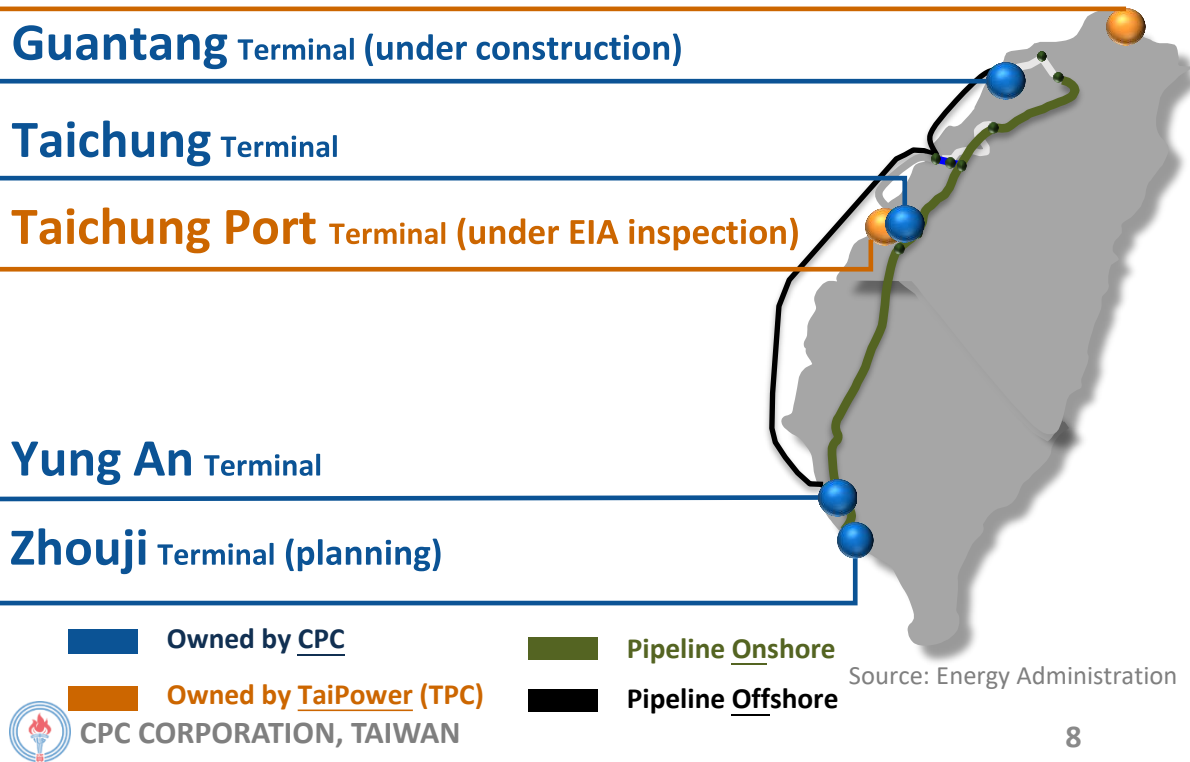 Guantang Terminal (under construction)
Taichung Terminal
Taichung Port Terminal (under EIA inspection)
Yung An Terminal
Zhouji Terminal (planning)
Owned by CPC
Owned by TaiPower (TPC)
Pipeline Onshore
Pipeline Offshore
Source: Energy Administration
CPC CORPORATION, TAIWAN
8